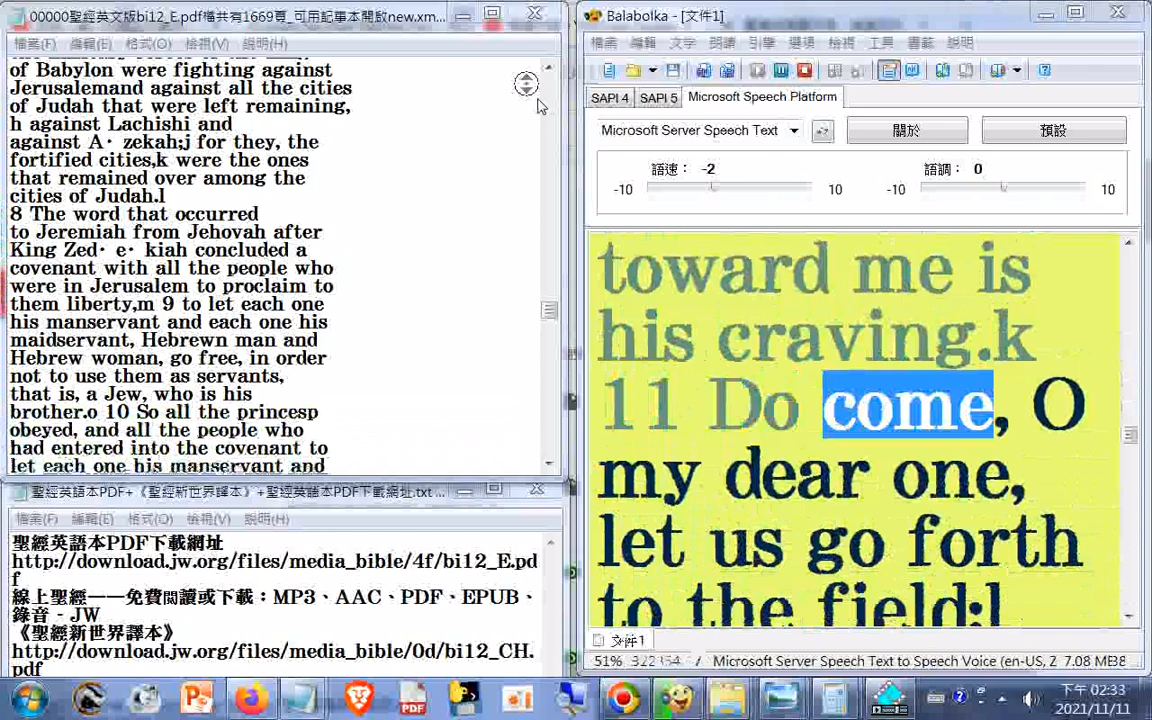 00000聖經英文版bi12_E.pdf檔共有1669頁_可用記事本開啟new.xm...
檔案(F) 編輯(E) 格式(O) 檢視(V) 說明(H)
of Babylon were fighting against
Jerusalemand against all the cities
of Judah that were left remaining,
h against Lachishi and
against A· zekah;j for they, the
fortified cities,k were the ones
that remained over among the
cities of Judah.l
8 The word that occurred
to Jeremiah from Jehovah after
King Zed· e· kiah concluded a
covenant with all the people who
were in Jerusalem to proclaim to
them liberty,m 9 to let each one
his manservant and each one his
maidservant, Hebrewn man and
Hebrew woman, go free, in order
not to use them as servants,
that is, a Jew, who is his
brother.o 10 So all the princesp
obeyed, and all the people who
had entered into the covenant to
let each one his manservant and
聖經英語本PDF+《聖經新世界譯本》+聖經英語本PDF下載網址.txt ...
檔案(F) 編輯(E) 格式(O) 檢視(V) 說明(H)
聖經英語本PDF下載網址
http://download.jw.org/files/media_bible/4f/bi12_E.pd
f
線上聖經——免費閱讀或下載：MP3、AAC、PDF、EPUB、
錄音 - JW
《聖經新世界譯本》
http://download.jw.org/files/media_bible/0d/bi12_CH.
pdf
Balabolka - [文件1]
檔案 編輯 文字 朗讀 引擎 選項 檢視 工具 書籤 說明
SAPI 4 SAPI 5 Microsoft Speech Platform
Microsoft Server Speech Text 關於 預設
語速： -2 語調： 0
-10 10 -10 10
toward me is
his craving.k
11 Do come, O
my dear one,
let us go forth
to the field;l
文件1
51% Microsoft Server Speech Text to Speech Voice (en-US, Z 7.08 MB
PDF
下午 02:33
2021/11/11